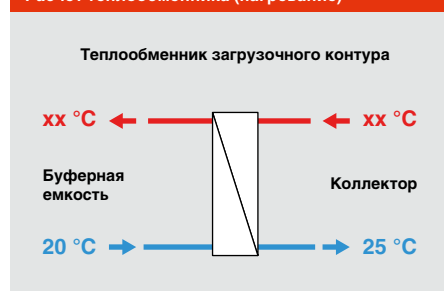 Теплообменник загрузочного контура
xx °C
xx °C
Буферная
емкость
Коллектор
20 °C
25 °C